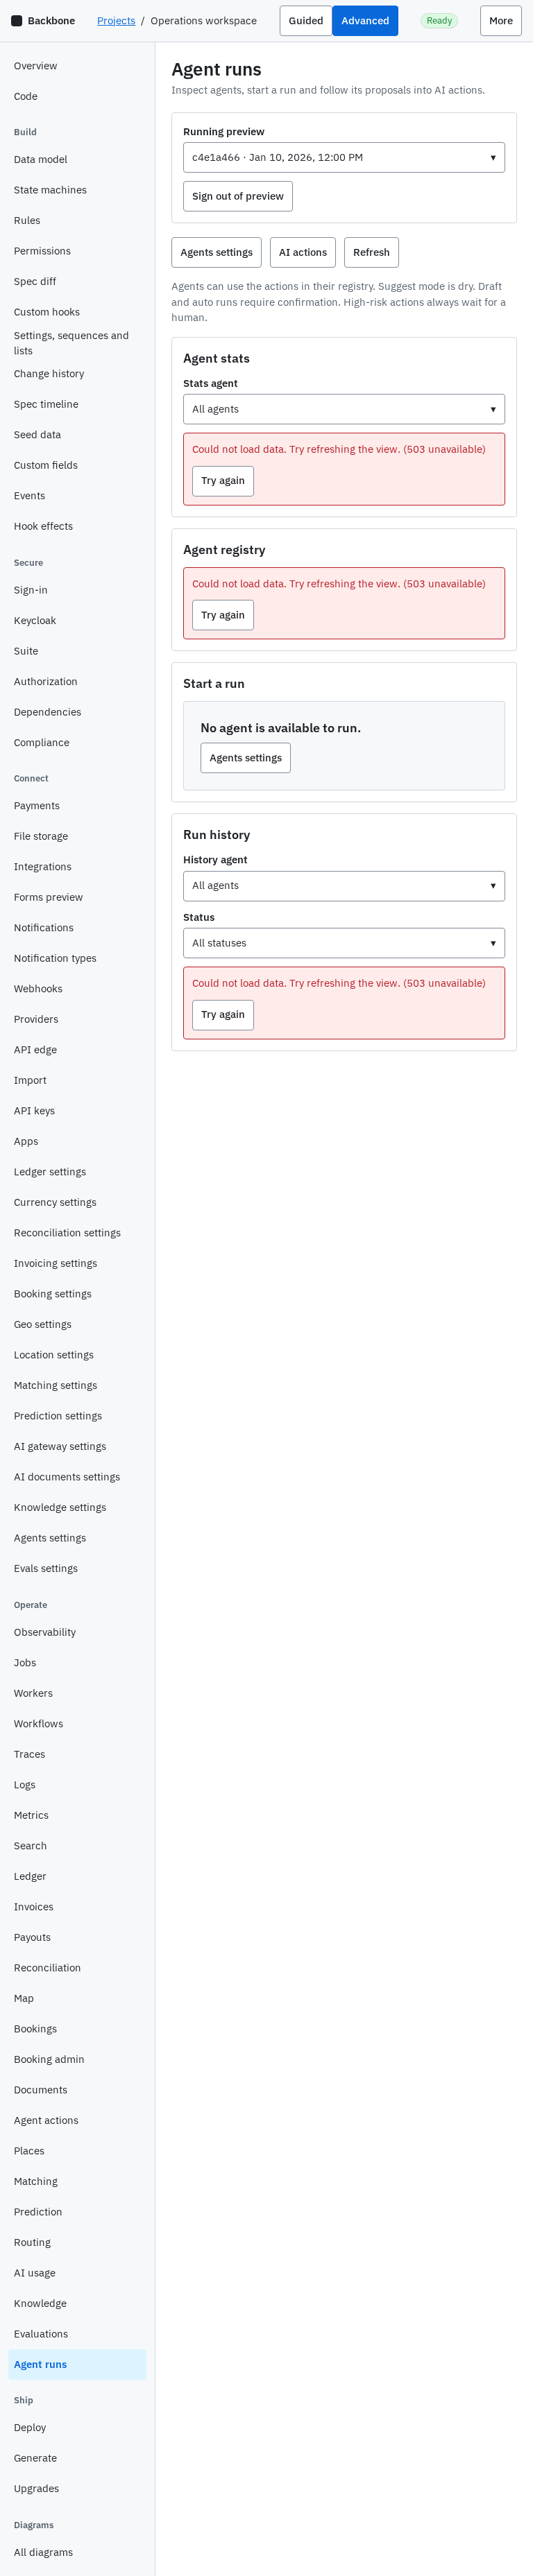 Backbone
Projects / Operations workspace
Guided
Advanced
Ready
More
Overview
Code
Build
Data model
State machines
Rules
Permissions
Spec diff
Custom hooks
Settings, sequences and
lists
Change history
Spec timeline
Seed data
Custom fields
Events
Hook effects
Secure
Sign-in
Keycloak
Suite
Authorization
Dependencies
Compliance
Connect
Payments
File storage
Integrations
Forms preview
Notifications
Notification types
Webhooks
Providers
API edge
Import
API keys
Apps
Ledger settings
Currency settings
Reconciliation settings
Invoicing settings
Booking settings
Geo settings
Location settings
Matching settings
Prediction settings
AI gateway settings
AI documents settings
Knowledge settings
Agents settings
Evals settings
Operate
Observability
Jobs
Workers
Workflows
Traces
Logs
Metrics
Search
Ledger
Invoices
Payouts
Reconciliation
Map
Bookings
Booking admin
Documents
Agent actions
Places
Matching
Prediction
Routing
AI usage
Knowledge
Evaluations
Agent runs
Ship
Deploy
Generate
Upgrades
Diagrams
All diagrams
Agent runs
Inspect agents, start a run and follow its proposals into AI actions.
Running preview
c4e1a466 · Jan 10, 2026, 12:00 PM
Sign out of preview
Agents settings
AI actions
Refresh
Agents can use the actions in their registry. Suggest mode is dry. Draft
and auto runs require confirmation. High-risk actions always wait for a
human.
Agent stats
Stats agent
All agents
Could not load data. Try refreshing the view. (503 unavailable)
Try again
Agent registry
Could not load data. Try refreshing the view. (503 unavailable)
Try again
Start a run
No agent is available to run.
Agents settings
Run history
History agent
All agents
Status
All statuses
Could not load data. Try refreshing the view. (503 unavailable)
Try again